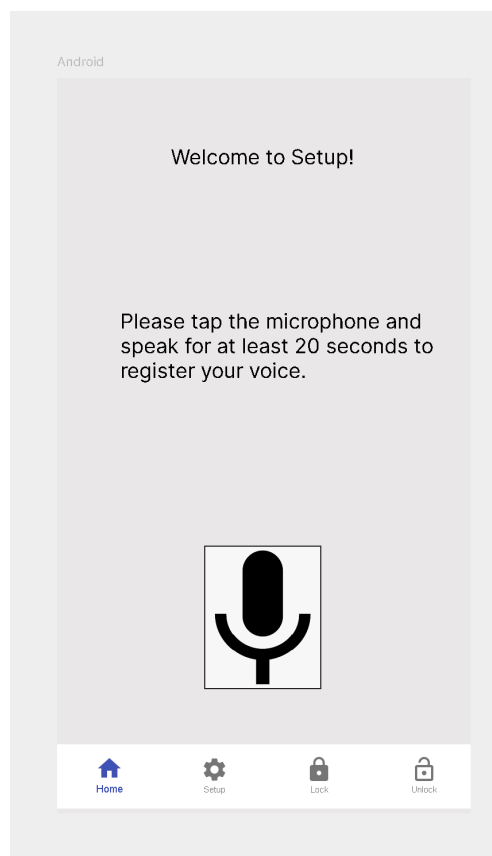 Android
Welcome to Setup!
Please tap the microphone and
speak for at least 20 seconds to
register your voice.
Home
Setup
Lock
Unlock